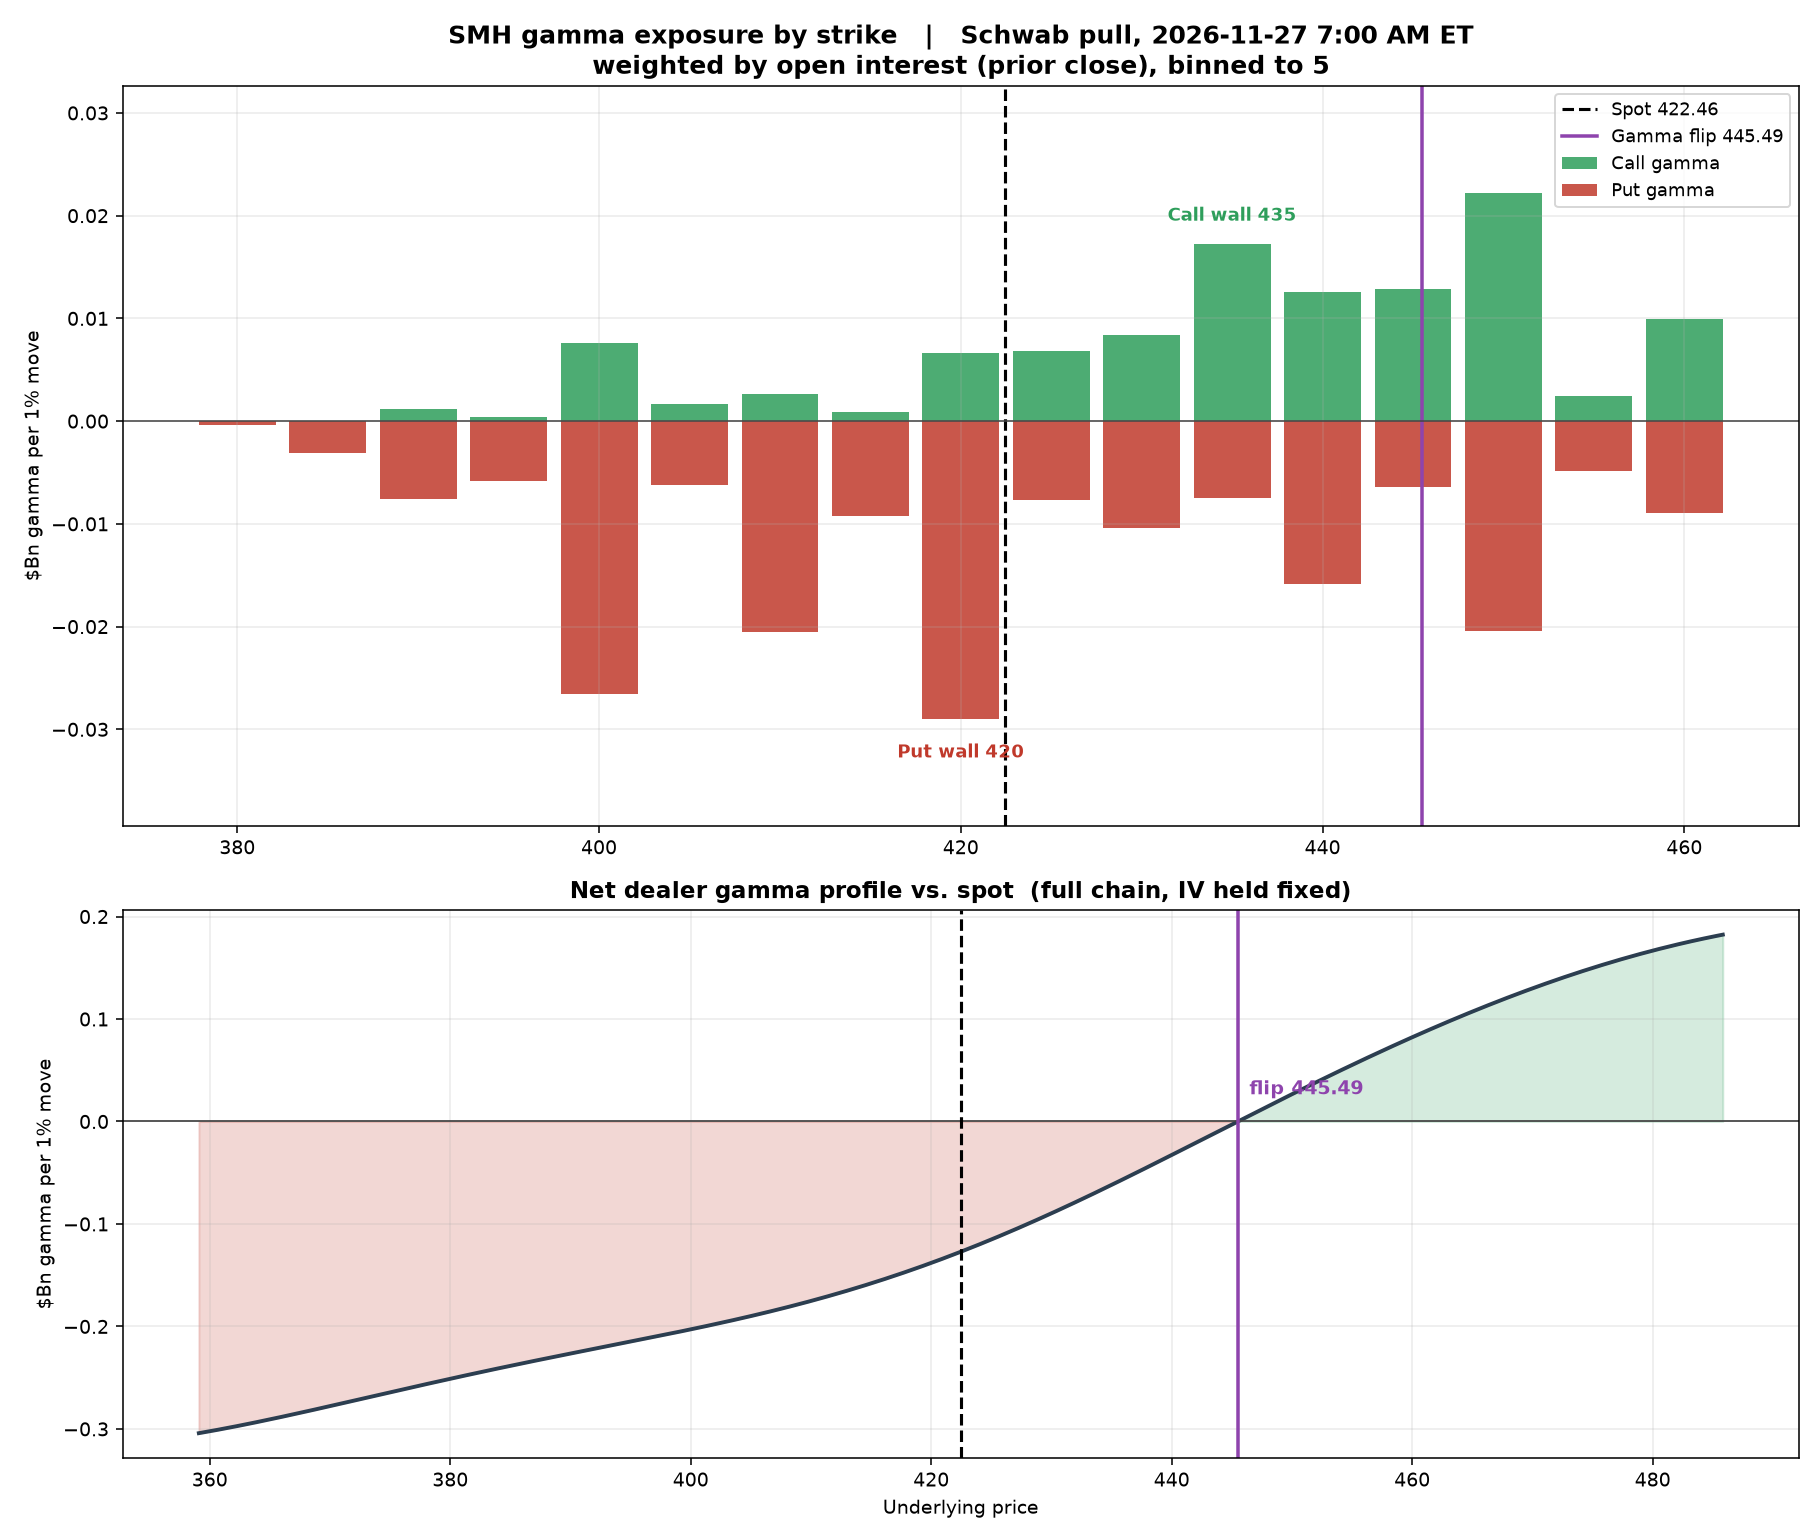 SMH gamma exposure by strike | Schwab pull, 2026-11-27 7:00 AM ET
weighted by open interest (prior close), binned to 5
$Bn gamma per 1% move
0.03
0.02
0.01
0.00
−0.01
−0.02
−0.03
Spot 422.46
Gamma flip 445.49
Call gamma
Put gamma
Call wall 435
Put wall 420
380
400
420
440
460
Net dealer gamma profile vs. spot (full chain, IV held fixed)
$Bn gamma per 1% move
0.2
0.1
0.0
−0.1
−0.2
−0.3
flip 445.49
360
380
400
420
440
460
480
Underlying price